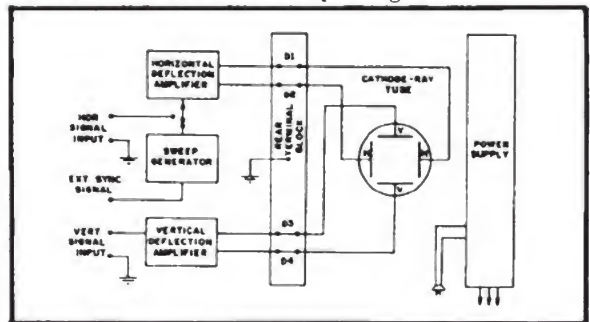 HORIZONTAL
DEFLECTION
AMPLIFIER
HOR
SIGNAL
INPUT
SWEEP
GENERATOR
EXT SYNC
SIGNAL
VERT
SIGNAL
INPUT
VERTICAL
DEFLECTION
AMPLIFIER
REAR
TERMINAL
BLOCK
D1
D2
D3
D4
CATHODE-RAY
TUBE
V
H
H
V
POWER
SUPPLY